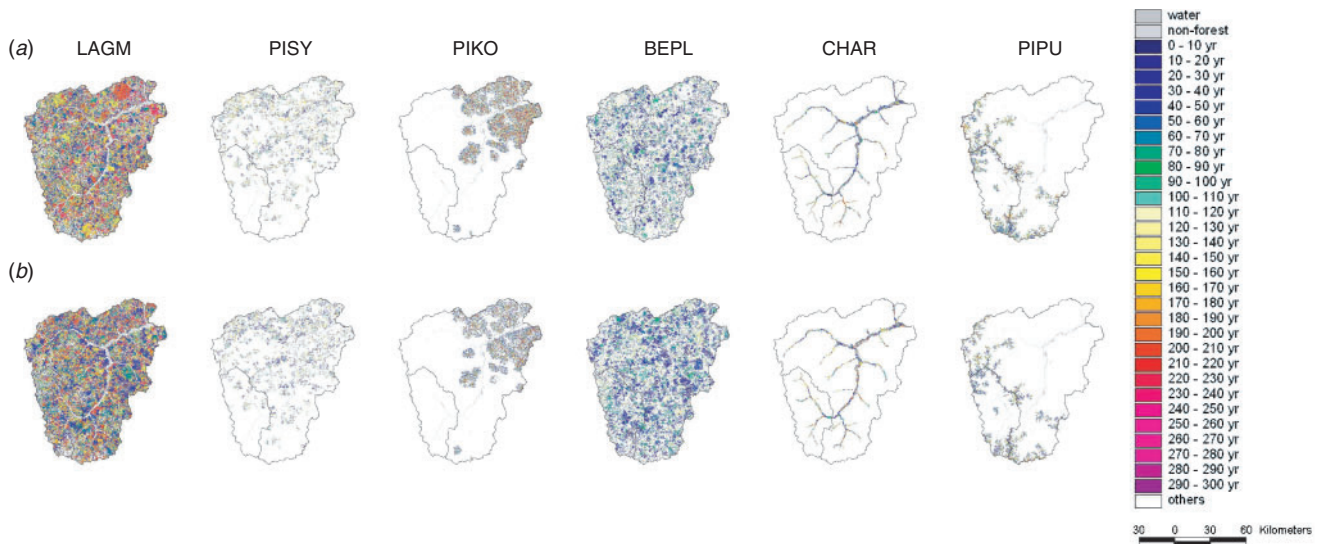 (a) LAGM PISY PIKO BEPL CHAR PIPU
(b)
water
non-forest
0 - 10 yr
10 - 20 yr
20 - 30 yr
30 - 40 yr
40 - 50 yr
50 - 60 yr
60 - 70 yr
70 - 80 yr
80 - 90 yr
90 - 100 yr
100 - 110 yr
110 - 120 yr
120 - 130 yr
130 - 140 yr
140 - 150 yr
150 - 160 yr
160 - 170 yr
170 - 180 yr
180 - 190 yr
190 - 200 yr
200 - 210 yr
210 - 220 yr
220 - 230 yr
230 - 240 yr
240 - 250 yr
250 - 260 yr
260 - 270 yr
270 - 280 yr
280 - 290 yr
290 - 300 yr
others
30 0 30 60 Kilometers